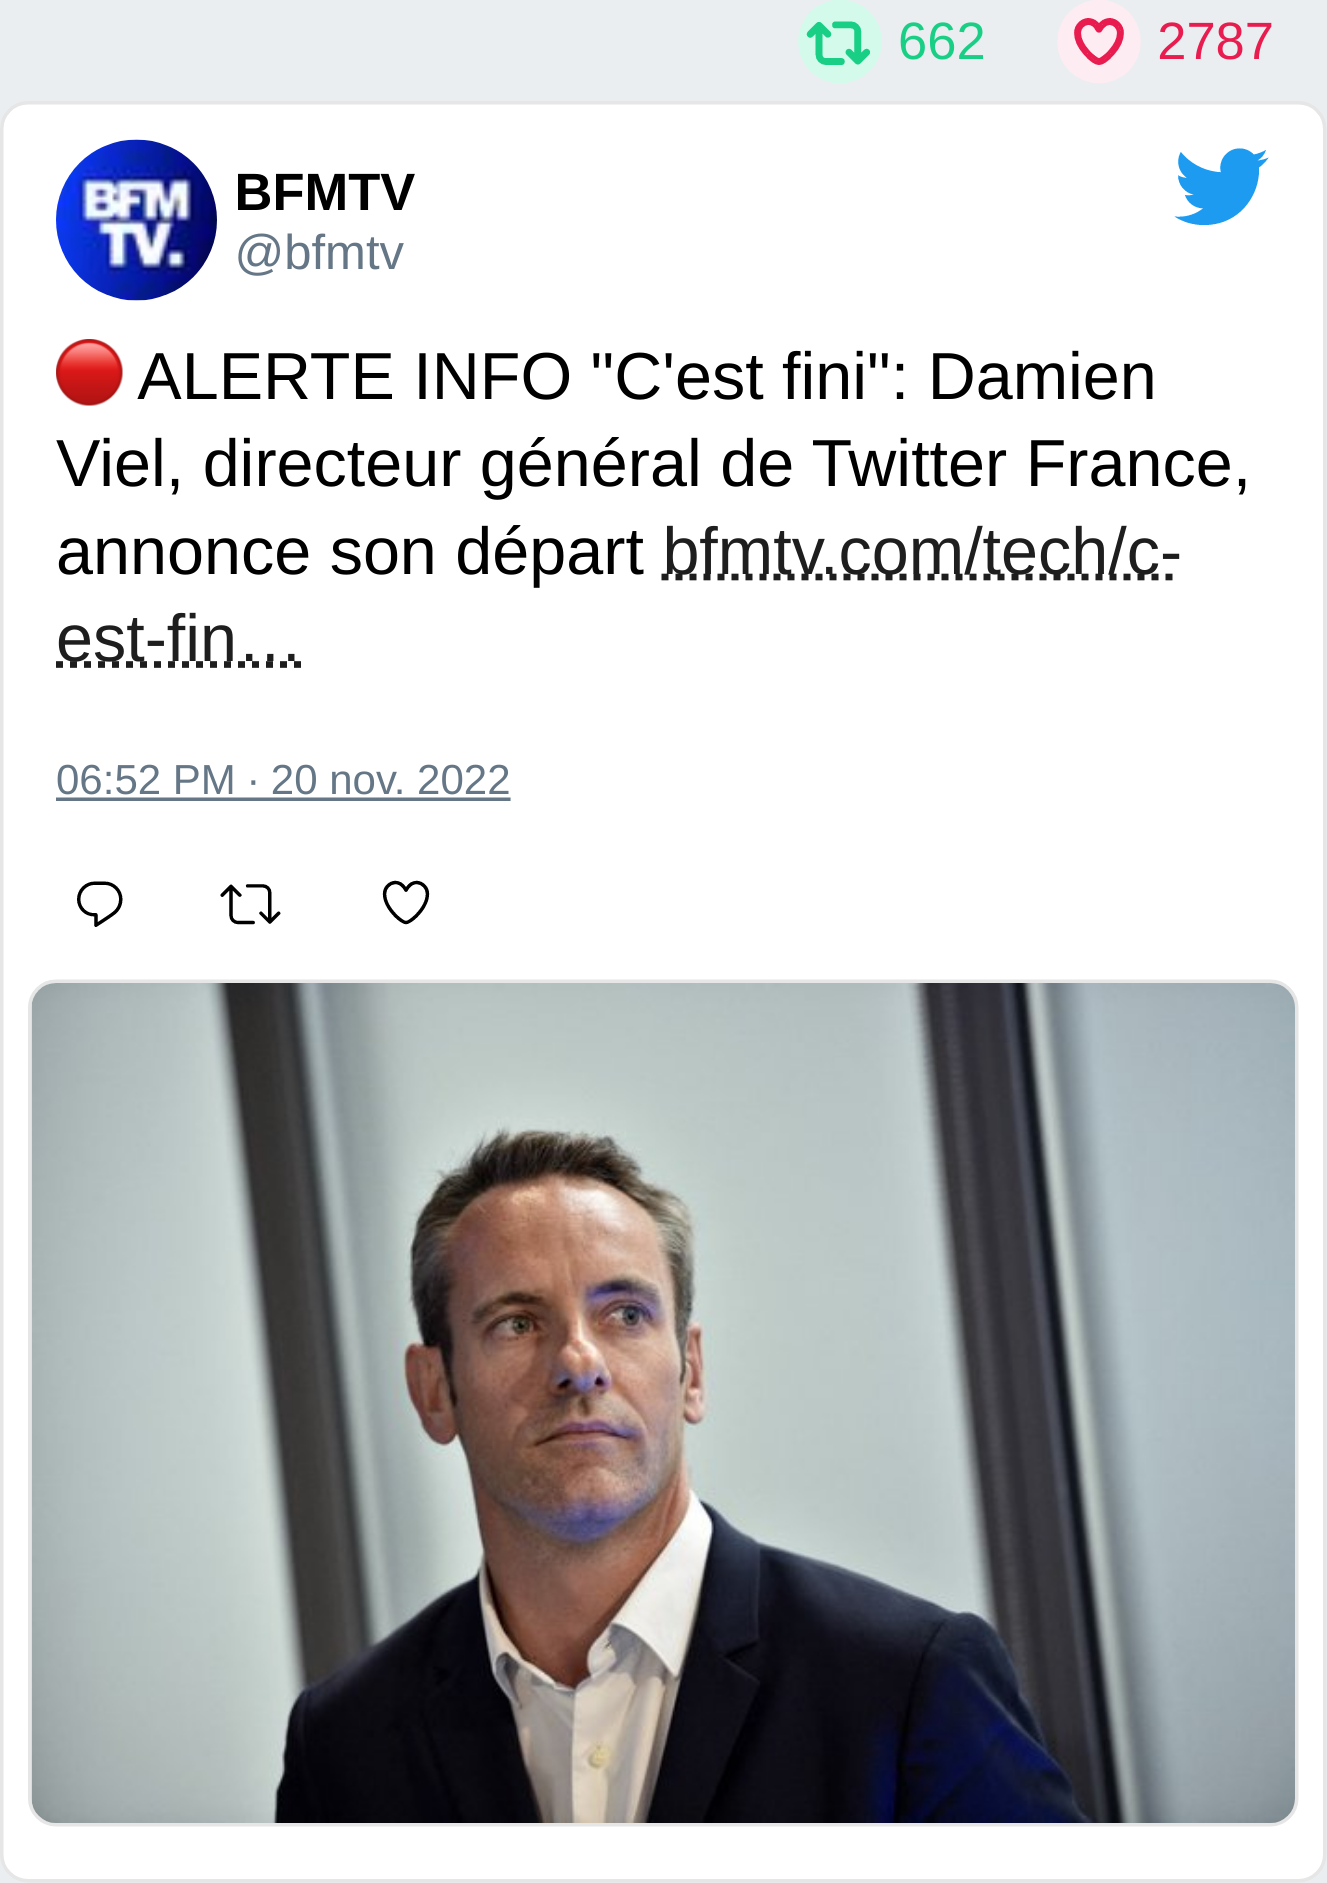 662 2787
BFM
TV.
BFMTV
@bfmtv
🔴 ALERTE INFO "C'est fini": Damien
Viel, directeur général de Twitter France,
annonce son départ bfmtv.com/tech/c-
est-fin…
06:52 PM · 20 nov. 2022